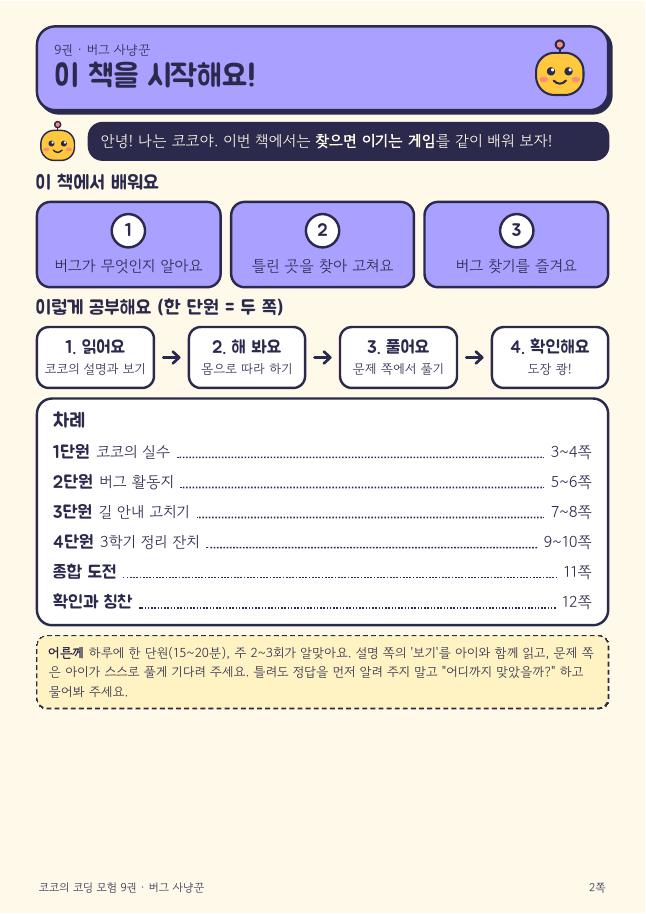 9권 · 버그 사냥꾼
이 책을 시작해요!
안녕! 나는 코코야. 이번 책에서는 찾으면 이기는 게임를 같이 배워 보자!
이 책에서 배워요
1
버그가 무엇인지 알아요
2
틀린 곳을 찾아 고쳐요
3
버그 찾기를 즐겨요
이렇게 공부해요 (한 단원 = 두 쪽)
1. 읽어요
코코의 설명과 보기
2. 해 봐요
몸으로 따라 하기
3. 풀어요
문제 쪽에서 풀기
4. 확인해요
도장 쾅!
차례
1단원 코코의 실수 3~4쪽
2단원 버그 활동지 5~6쪽
3단원 길 안내 고치기 7~8쪽
4단원 3학기 정리 잔치 9~10쪽
종합 도전 11쪽
확인과 칭찬 12쪽
어른께 하루에 한 단원(15~20분), 주 2~3회가 알맞아요. 설명 쪽의 '보기'를 아이와 함께 읽고, 문제 쪽
은 아이가 스스로 풀게 기다려 주세요. 틀려도 정답을 먼저 알려 주지 말고 "어디까지 맞았을까?" 하고
물어봐 주세요.
코코의 코딩 모험 9권 · 버그 사냥꾼
2쪽